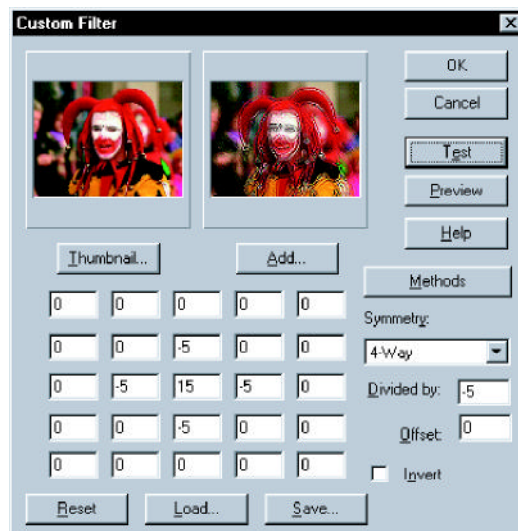 Custom Filter
OK
Cancel
Test
Preview
Help
Thumbnail...
Add...
Methods
0 0 0 0 0
Symmetry:
0 0 -5 0 0
4-Way
0 -5 15 -5 0
Divided by: -5
0 0 -5 0 0
Offset: 0
0 0 0 0 0
Invert
Reset Load... Save...